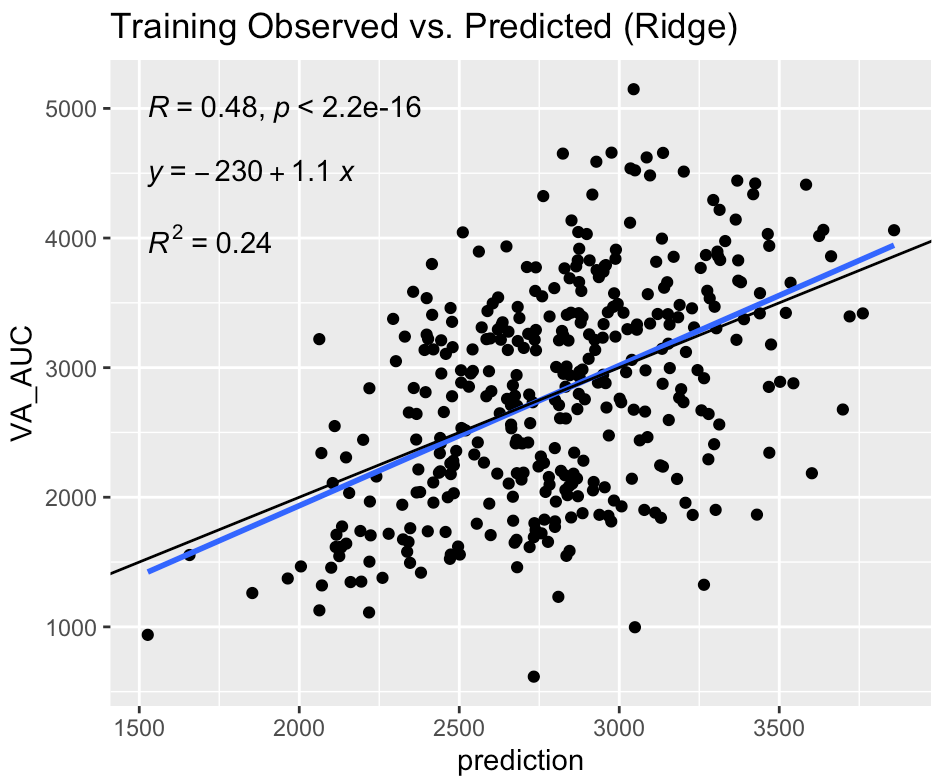 Training Observed vs. Predicted (Ridge)
R = 0.48, p < 2.2e-16
y = −230 + 1.1 x
R² = 0.24
5000
4000
3000
2000
1000
VA_AUC
1500 2000 2500 3000 3500
prediction